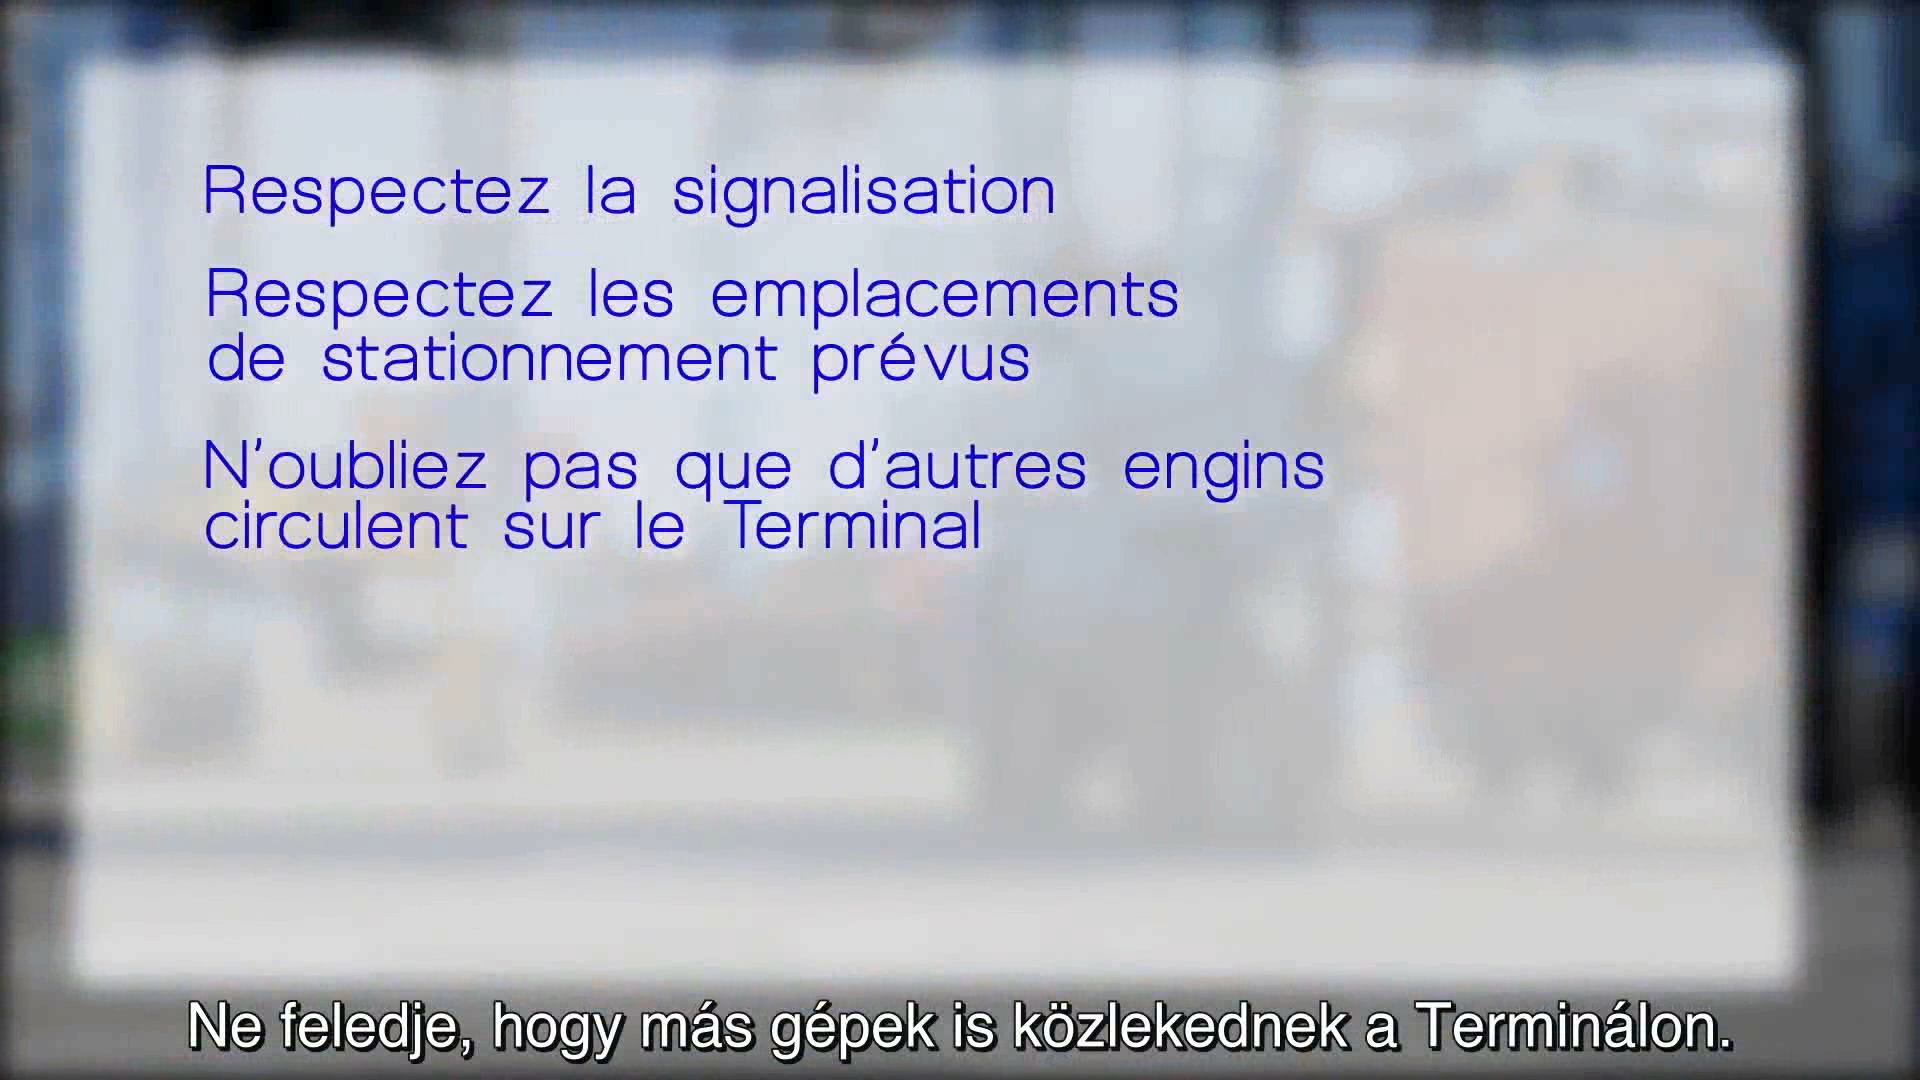 Respectez la signalisation
Respectez les emplacements
de stationnement prévus
N'oubliez pas que d'autres engins
circulent sur le Terminal
Ne feledje, hogy más gépek is közlekednek a Terminálon.